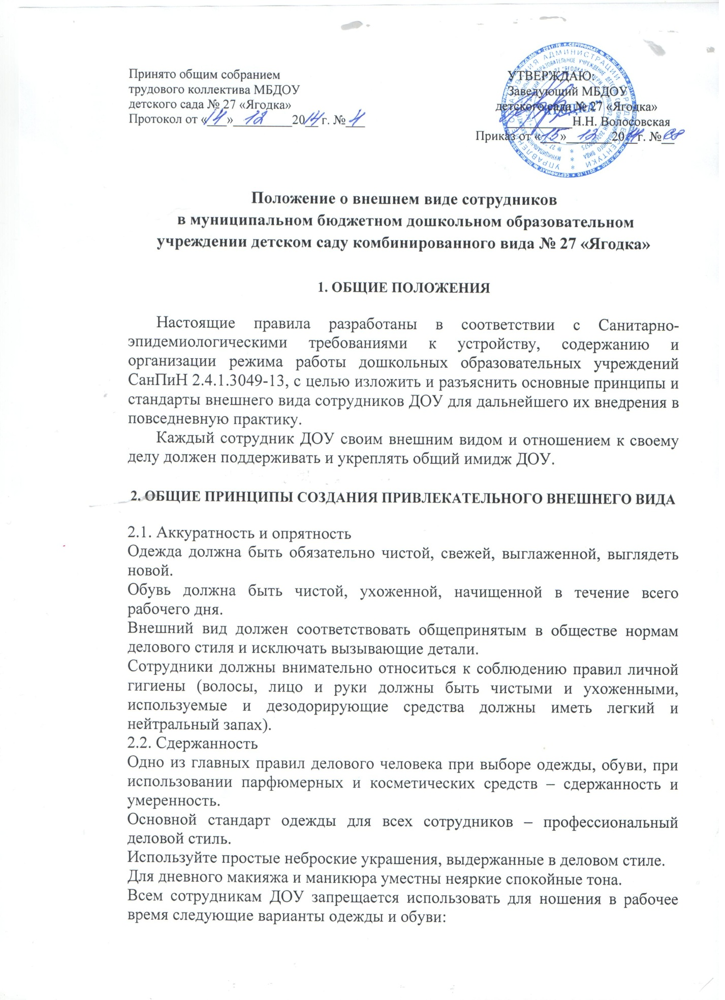 Принято общим собранием
трудового коллектива МБДОУ
детского сада № 27 «Ягодка»
Протокол от «14» 12 2014 г. № 4
УТВЕРЖДАЮ:
Заведующий МБДОУ
детского сада № 27 «Ягодка»
Н.Н. Волосовская
Приказ от «15» 12 20 г. №
Положение о внешнем виде сотрудников
в муниципальном бюджетном дошкольном образовательном
учреждении детском саду комбинированного вида № 27 «Ягодка»
1. ОБЩИЕ ПОЛОЖЕНИЯ
Настоящие правила разработаны в соответствии с Санитарно-
эпидемиологическими требованиями к устройству, содержанию и
организации режима работы дошкольных образовательных учреждений
СанПиН 2.4.1.3049-13, с целью изложить и разъяснить основные принципы и
стандарты внешнего вида сотрудников ДОУ для дальнейшего их внедрения в
повседневную практику.
Каждый сотрудник ДОУ своим внешним видом и отношением к своему
делу должен поддерживать и укреплять общий имидж ДОУ.
2. ОБЩИЕ ПРИНЦИПЫ СОЗДАНИЯ ПРИВЛЕКАТЕЛЬНОГО ВНЕШНЕГО ВИДА
2.1. Аккуратность и опрятность
Одежда должна быть обязательно чистой, свежей, выглаженной, выглядеть
новой.
Обувь должна быть чистой, ухоженной, начищенной в течение всего
рабочего дня.
Внешний вид должен соответствовать общепринятым в обществе нормам
делового стиля и исключать вызывающие детали.
Сотрудники должны внимательно относиться к соблюдению правил личной
гигиены (волосы, лицо и руки должны быть чистыми и ухоженными,
используемые и дезодорирующие средства должны иметь легкий и
нейтральный запах).
2.2. Сдержанность
Одно из главных правил делового человека при выборе одежды, обуви, при
использовании парфюмерных и косметических средств – сдержанность и
умеренность.
Основной стандарт одежды для всех сотрудников – профессиональный
деловой стиль.
Используйте простые неброские украшения, выдержанные в деловом стиле.
Для дневного макияжа и маникюра уместны неяркие спокойные тона.
Всем сотрудникам ДОУ запрещается использовать для ношения в рабочее
время следующие варианты одежды и обуви: